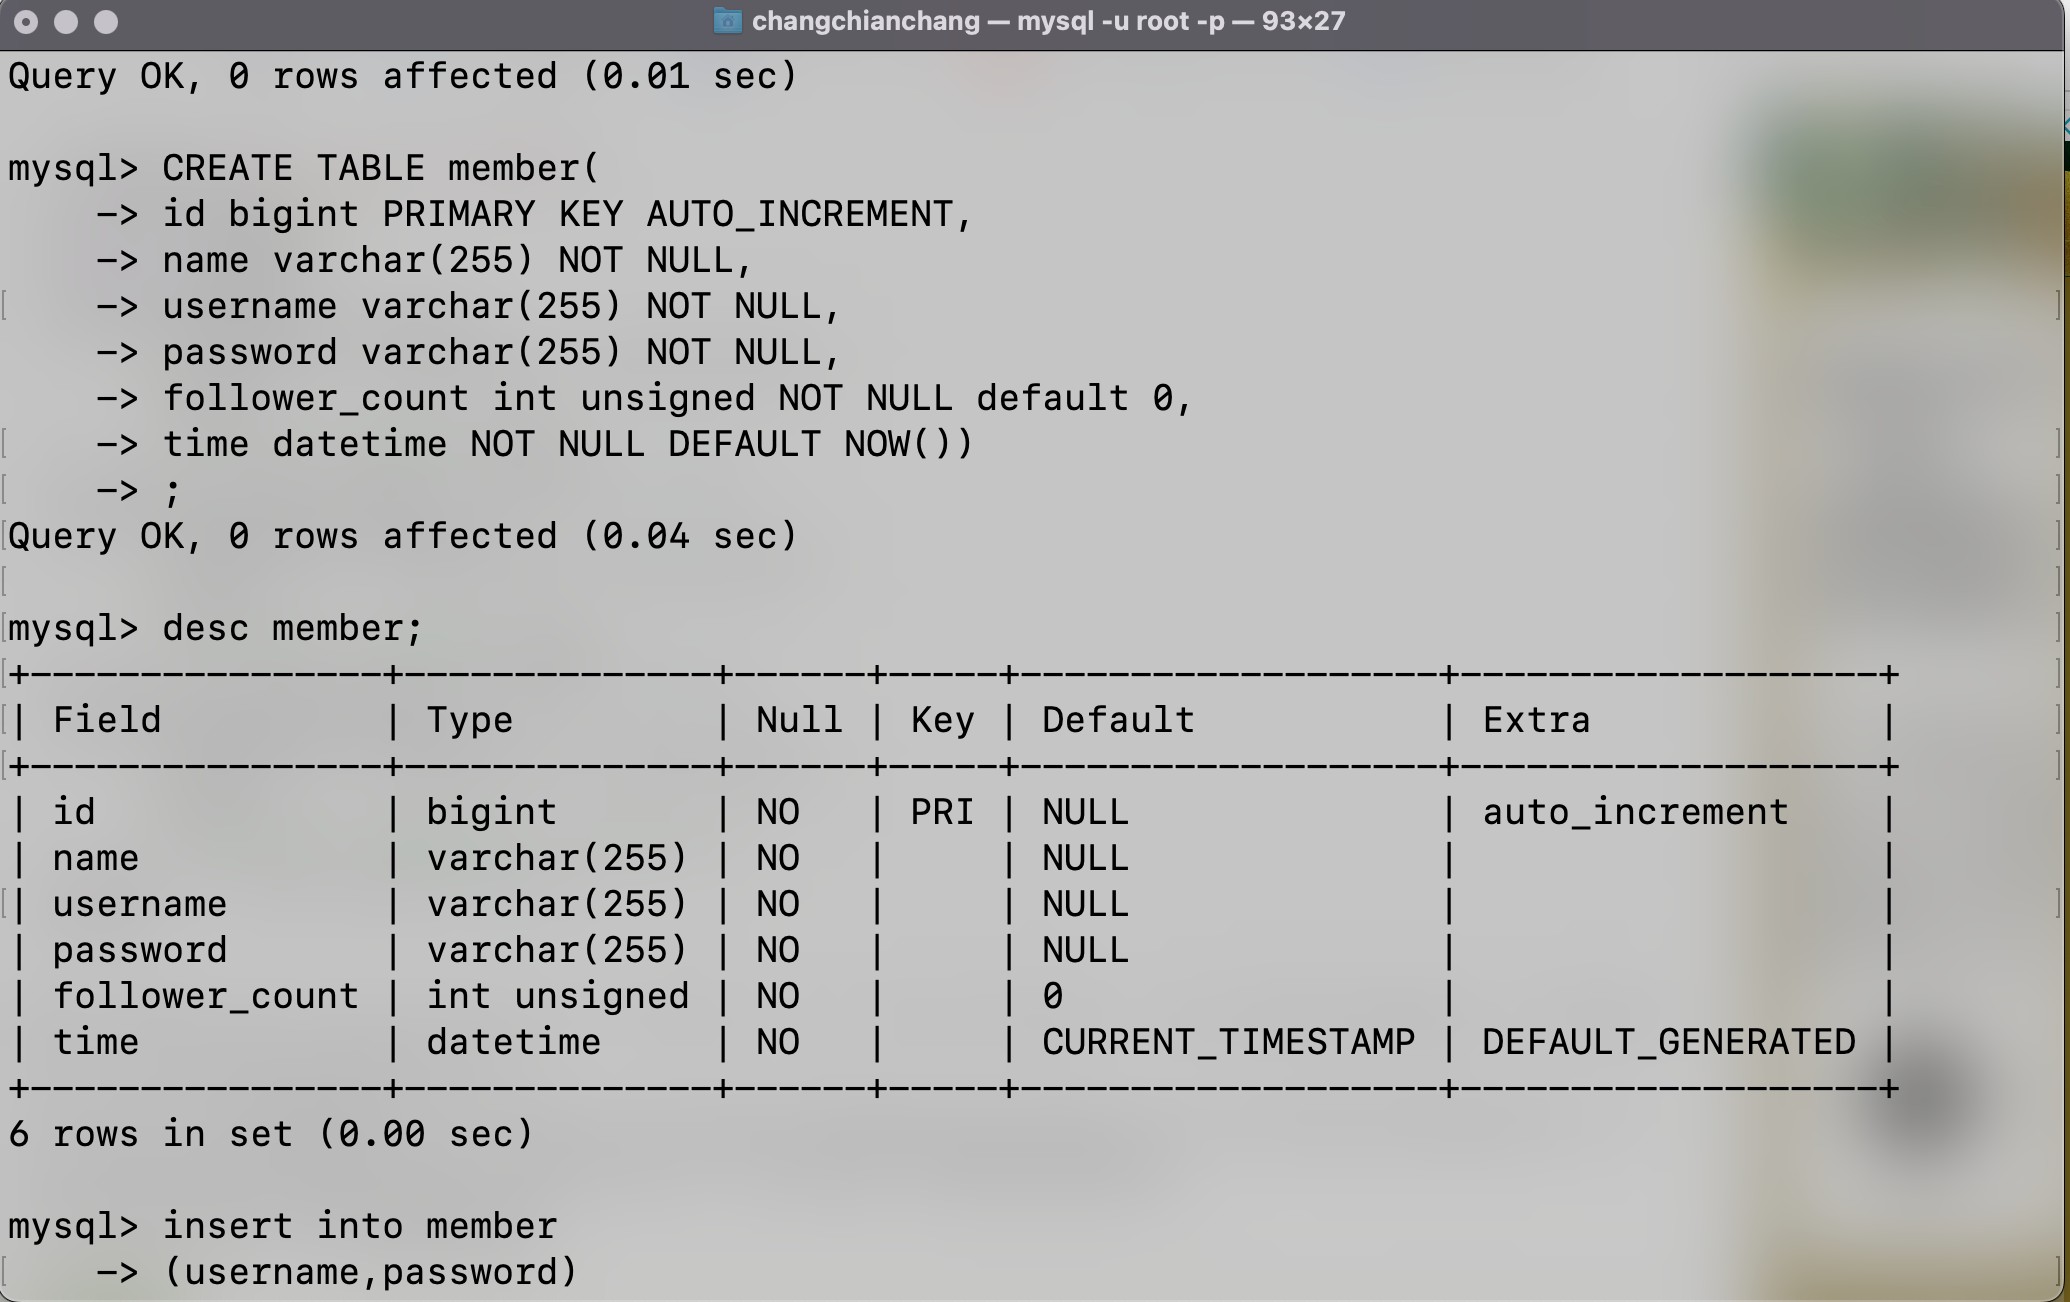 changchianchang — mysql -u root -p — 93×27
Query OK, 0 rows affected (0.01 sec)
mysql> CREATE TABLE member(
    -> id bigint PRIMARY KEY AUTO_INCREMENT,
    -> name varchar(255) NOT NULL,
    -> username varchar(255) NOT NULL,
    -> password varchar(255) NOT NULL,
    -> follower_count int unsigned NOT NULL default 0,
    -> time datetime NOT NULL DEFAULT NOW())
    -> ;
Query OK, 0 rows affected (0.04 sec)
mysql> desc member;
+----------------+--------------+------+-----+-------------------+-------------------+
| Field          | Type         | Null | Key | Default           | Extra             |
+----------------+--------------+------+-----+-------------------+-------------------+
| id             | bigint       | NO   | PRI | NULL              | auto_increment    |
| name           | varchar(255) | NO   |     | NULL              |                   |
| username       | varchar(255) | NO   |     | NULL              |                   |
| password       | varchar(255) | NO   |     | NULL              |                   |
| follower_count | int unsigned | NO   |     | 0                 |                   |
| time           | datetime     | NO   |     | CURRENT_TIMESTAMP | DEFAULT_GENERATED |
+----------------+--------------+------+-----+-------------------+-------------------+
6 rows in set (0.00 sec)
mysql> insert into member
    -> (username,password)